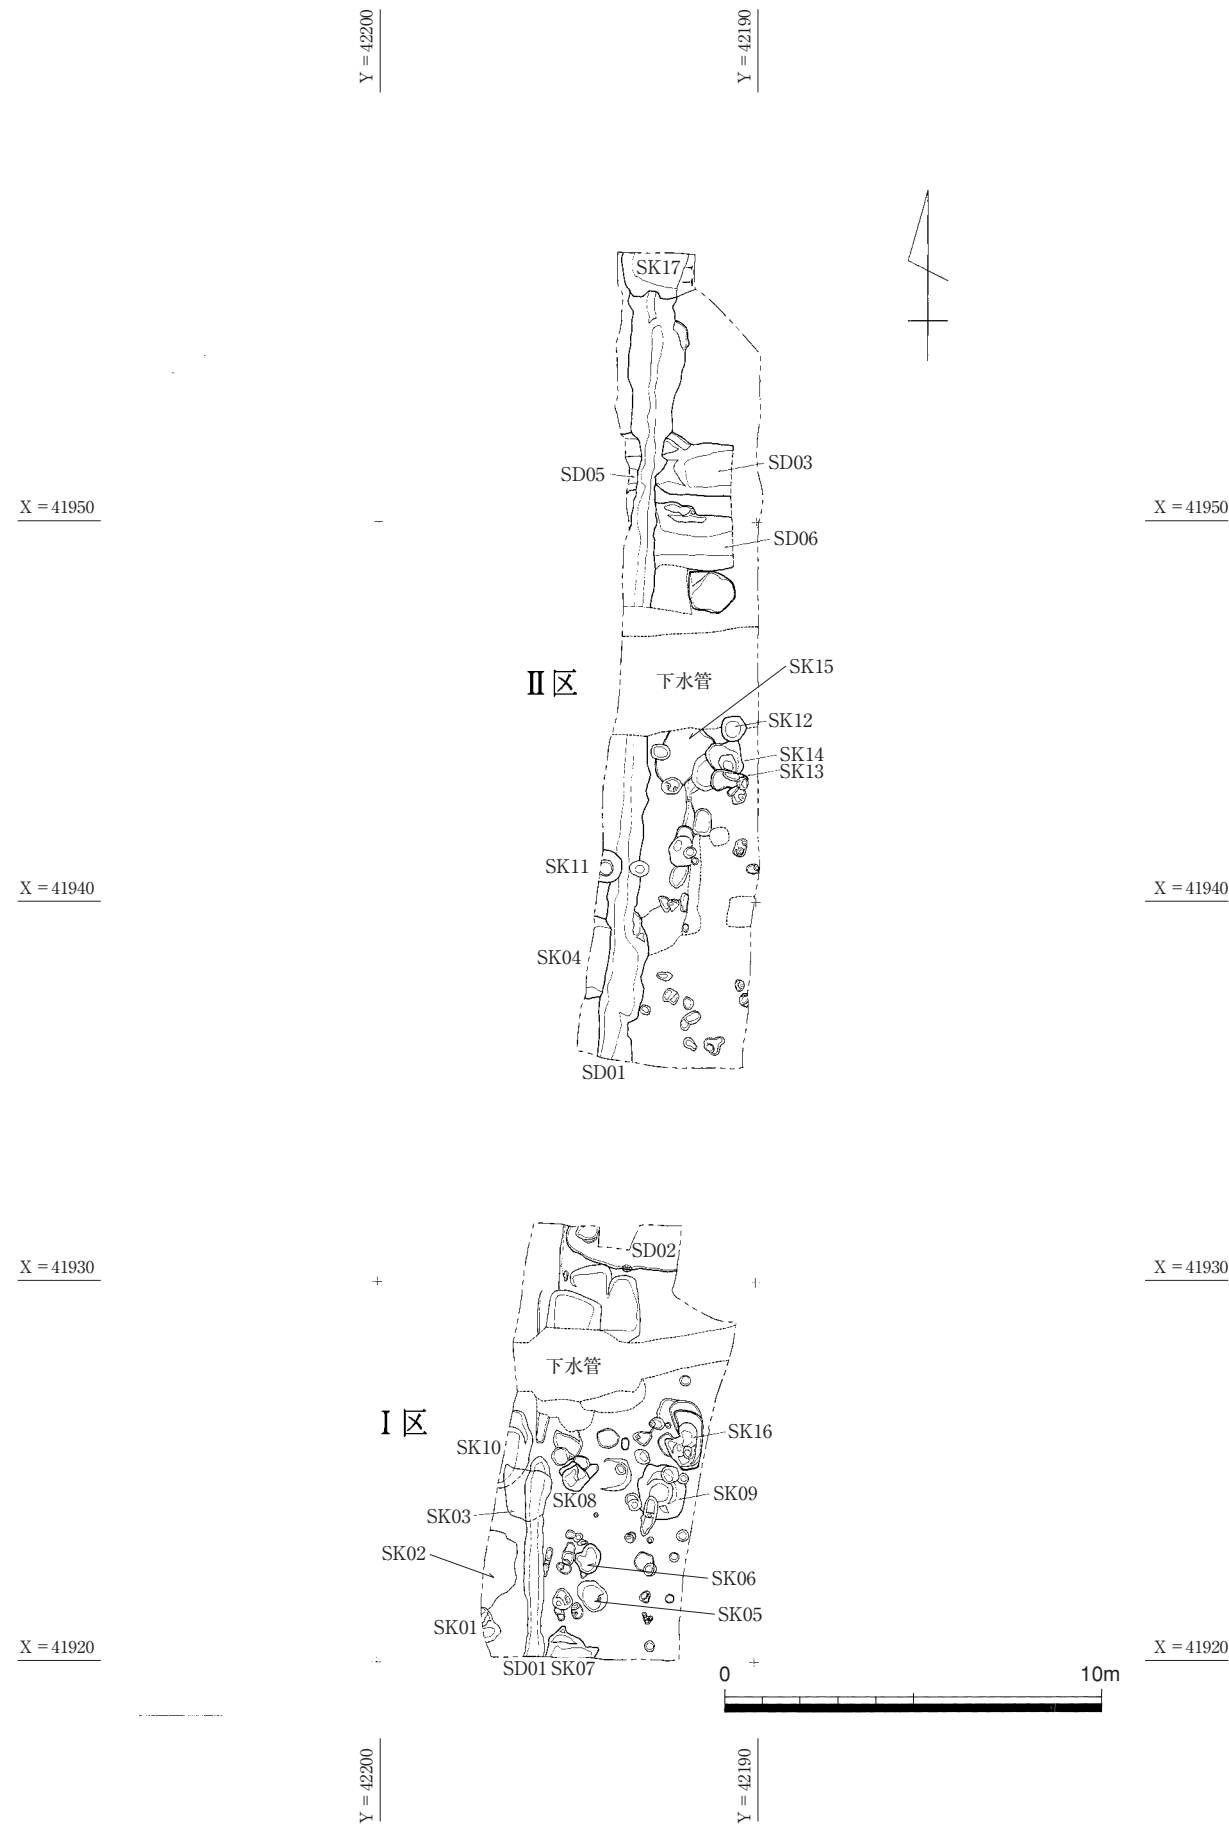 Y = 42200
Y = 42190
SK17
SD03
SD05
X = 41950
X = 41950
SD06
SK15
Ⅱ区
下水管
SK12
SK14
SK13
SK11
X = 41940
X = 41940
SK04
SD01
SD02
X = 41930
X = 41930
下水管
Ⅰ区
SK16
SK10
SK09
SK08
SK03
SK02
SK06
SK05
SK01
X = 41920
X = 41920
SD01 SK07
0 10m
Y = 42200
Y = 42190